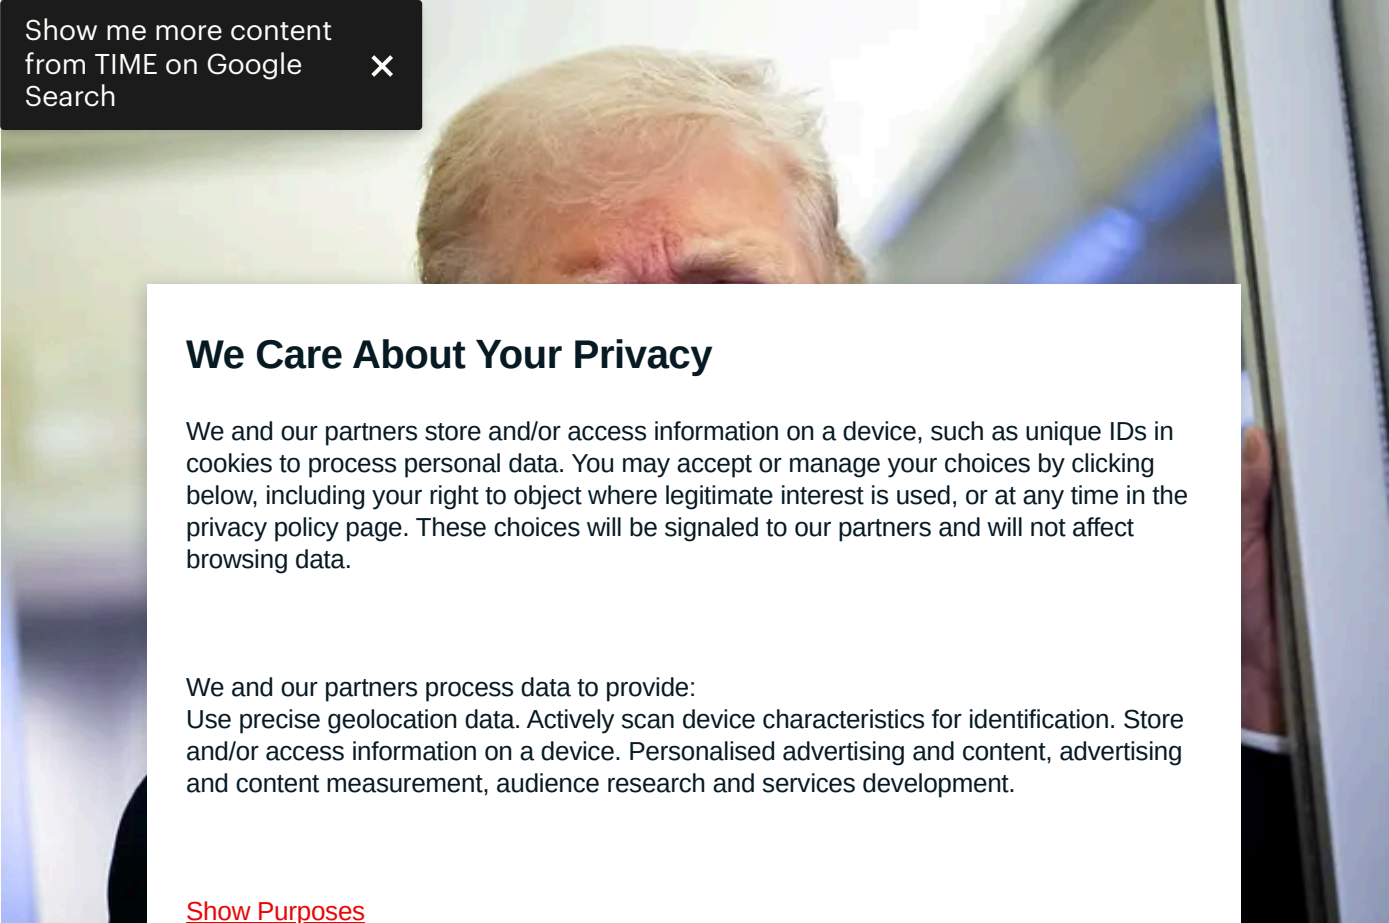 Show me more content
from TIME on Google
Search
We Care About Your Privacy
We and our partners store and/or access information on a device, such as unique IDs in
cookies to process personal data. You may accept or manage your choices by clicking
below, including your right to object where legitimate interest is used, or at any time in the
privacy policy page. These choices will be signaled to our partners and will not affect
browsing data.
We and our partners process data to provide:
Use precise geolocation data. Actively scan device characteristics for identification. Store
and/or access information on a device. Personalised advertising and content, advertising
and content measurement, audience research and services development.
Show Purposes